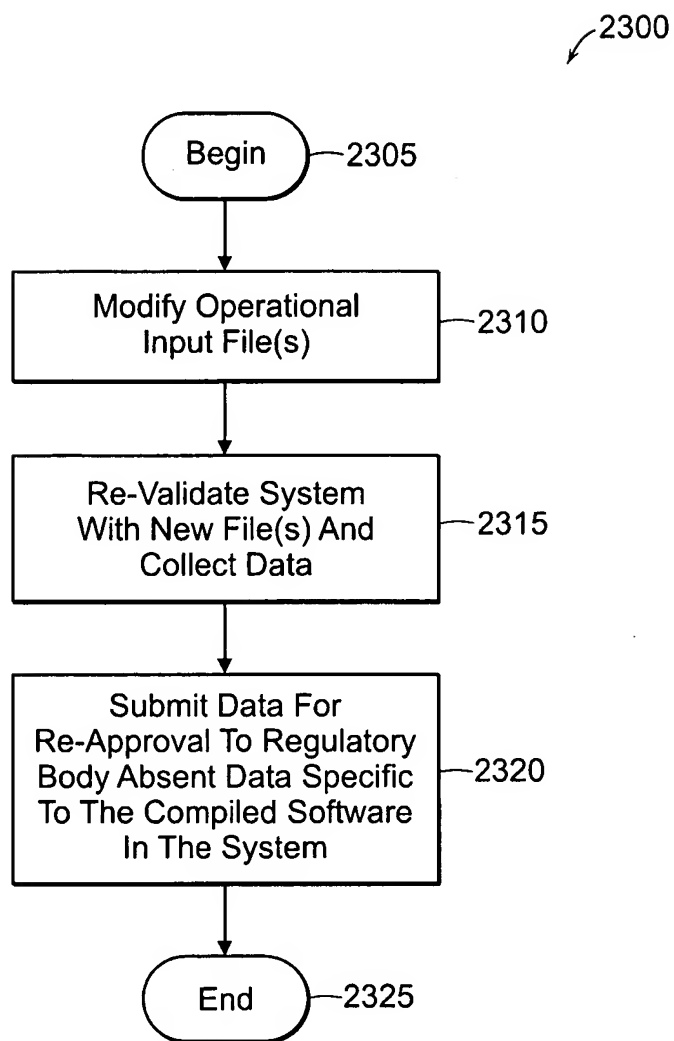 2300
Begin
2305
Modify Operational
Input File(s)
2310
Re-Validate System
With New File(s) And
Collect Data
2315
Submit Data For
Re-Approval To Regulatory
Body Absent Data Specific
To The Compiled Software
In The System
2320
End
2325